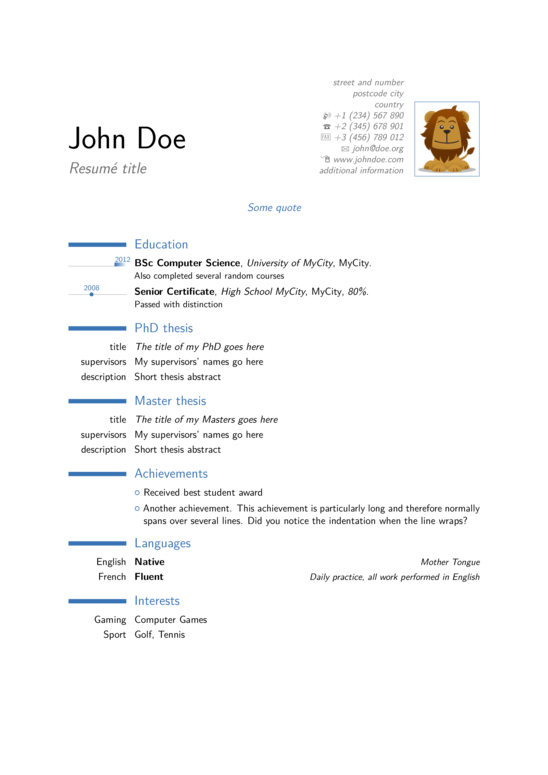 John Doe
Resumé title
street and number
postcode city
country
+1 (234) 567 890
+2 (345) 678 901
+3 (456) 789 012
john@doe.org
www.johndoe.com
additional information
Some quote
Education
2012 BSc Computer Science, University of MyCity, MyCity.
Also completed several random courses
2008 Senior Certificate, High School MyCity, MyCity, 80%.
Passed with distinction
PhD thesis
title The title of my PhD goes here
supervisors My supervisors' names go here
description Short thesis abstract
Master thesis
title The title of my Masters goes here
supervisors My supervisors' names go here
description Short thesis abstract
Achievements
Received best student award
Another achievement. This achievement is particularly long and therefore normally
spans over several lines. Did you notice the indentation when the line wraps?
Languages
English Native Mother Tongue
French Fluent Daily practice, all work performed in English
Interests
Gaming Computer Games
Sport Golf, Tennis